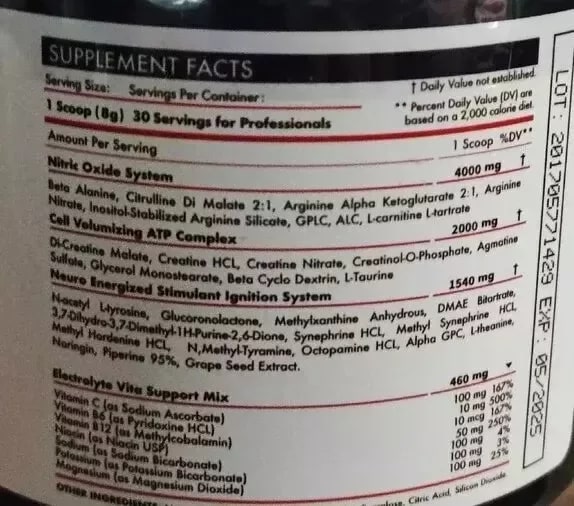 SUPPLEMENT FACTS
Serving Size: Servings Per Container:
† Daily Value not established.
** Percent Daily Value (DV) are
based on a 2,000 calorie diet.
1 Scoop (8g) 30 Servings for Professionals
Amount Per Serving 1 Scoop %DV**
Nitric Oxide System 4000 mg †
Beta Alanine, Citrulline Di Malate 2:1, Arginine Alpha Ketoglutarate 2:1, Arginine
Nitrate, Inositol-Stabilized Arginine Silicate, GPLC, ALC, L-carnitine L-tartrate
Cell Volumizing ATP Complex 2000 mg †
Di-Creatine Malate, Creatine HCL, Creatine Nitrate, Creatinol-O-Phosphate, Agmatine
Sulfate, Glycerol Monostearate, Beta Cyclo Dextrin, L-Taurine
Neuro Energized Stimulant Ignition System 1540 mg †
N-acetyl L-tyrosine, Glucoronolactone, Methylxanthine Anhydrous, DMAE Bitartrate,
3,7-Dihydro-3,7-Dimethyl-1H-Purine-2,6-Dione, Synephrine HCL, Methyl Synephrine HCL
Methyl Hordenine HCL, N,Methyl-Tyramine, Octopamine HCL, Alpha GPC, L-theanine,
Naringin, Piperine 95%, Grape Seed Extract.
Electrolyte Vita Support Mix 460 mg
Vitamin C (as Sodium Ascorbate) 100 mg 167%
Vitamin B6 (as Pyridoxine HCL) 10 mg 500%
Vitamin B12 (as Methylcobalamin) 10 mcg 167%
Niacin (as Niacin USP) 50 mg 250%
Sodium (as Sodium Bicarbonate) 100 mg 4%
Potassium (as Potassium Bicarbonate) 100 mg 3%
Magnesium (as Magnesium Dioxide) 100 mg 25%
OTHER INGREDIENTS Citric Acid, Silicon Dioxide
LOT: 201705771429 EXP: 05/2025